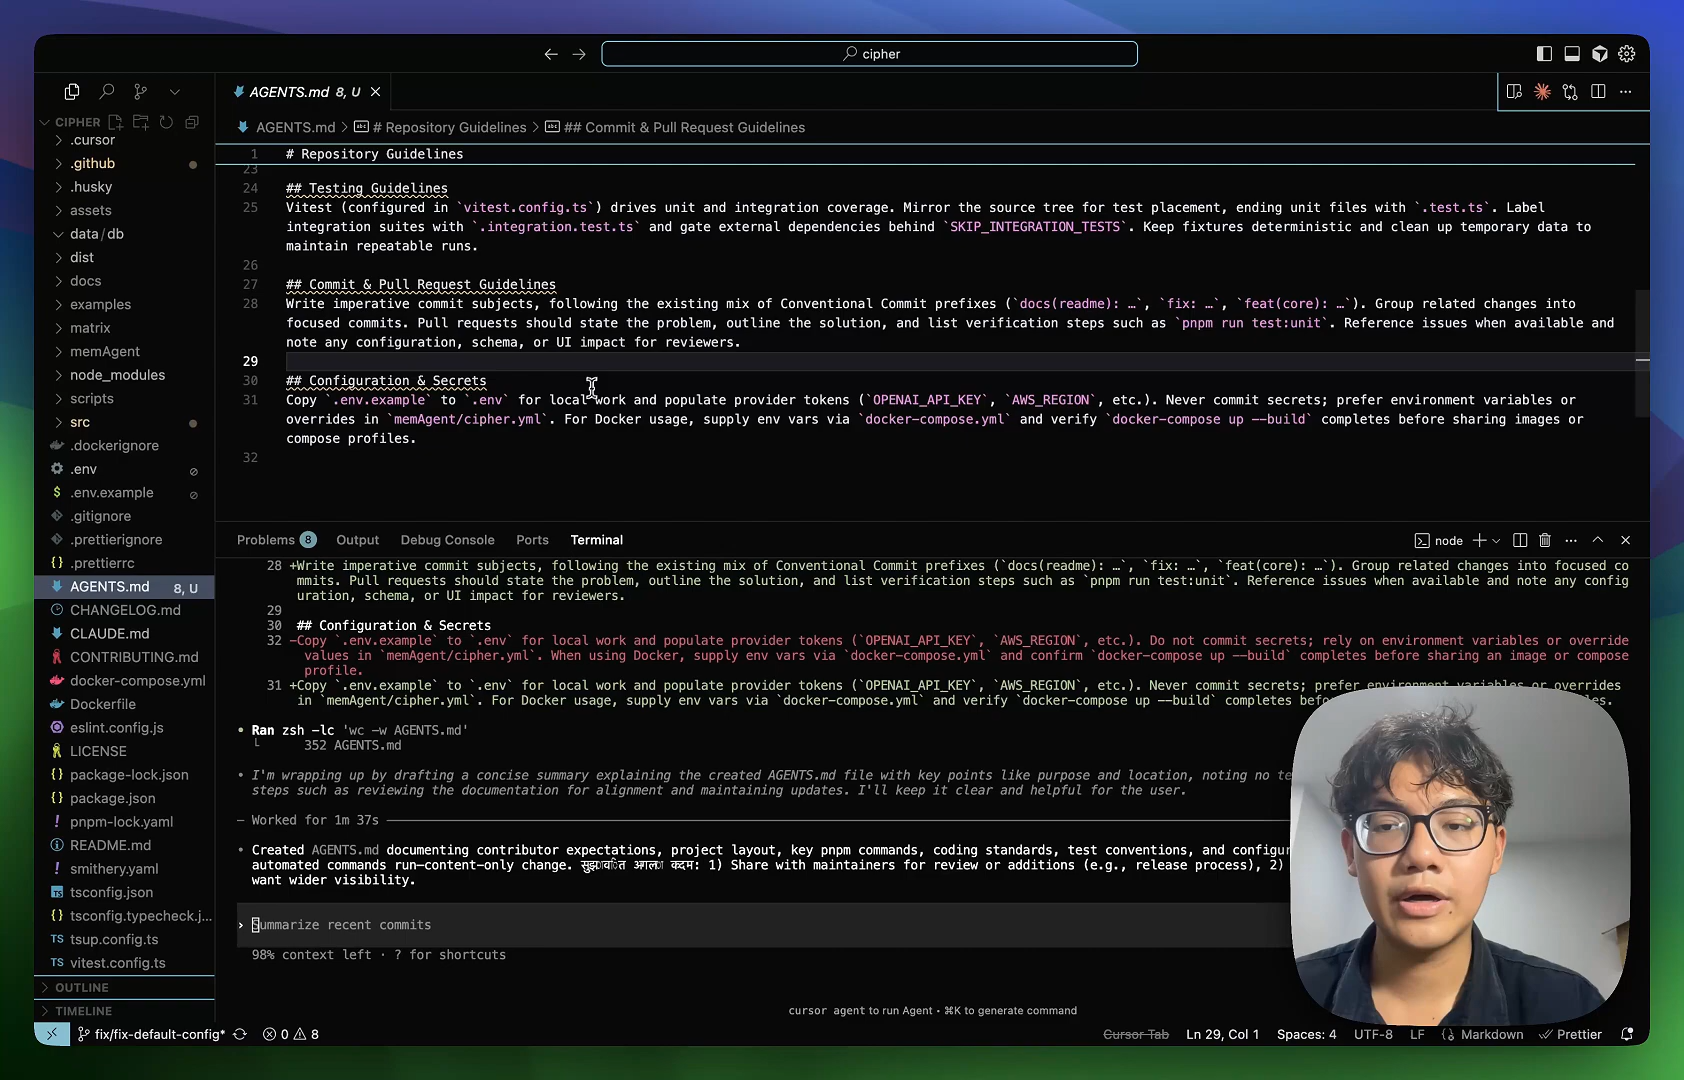 cipher
AGENTS.md 8, U
CIPHER
AGENTS.md > # Repository Guidelines > ## Commit & Pull Request Guidelines
.cursor
.github
.husky
assets
data/db
dist
docs
examples
matrix
memAgent
node_modules
scripts
src
.dockerignore
.env
.env.example
.gitignore
.prettierignore
.prettierrc
AGENTS.md 8, U
CHANGELOG.md
CLAUDE.md
CONTRIBUTING.md
docker-compose.yml
Dockerfile
eslint.config.js
LICENSE
package-lock.json
package.json
pnpm-lock.yaml
README.md
smithery.yaml
tsconfig.json
tsconfig.typecheck.j...
tsup.config.ts
vitest.config.ts
OUTLINE
TIMELINE
1 # Repository Guidelines
23
24 ## Testing Guidelines
25 Vitest (configured in `vitest.config.ts`) drives unit and integration coverage. Mirror the source tree for test placement, ending unit files with `.test.ts`. Label
integration suites with `.integration.test.ts` and gate external dependencies behind `SKIP_INTEGRATION_TESTS`. Keep fixtures deterministic and clean up temporary data to
maintain repeatable runs.
26
27 ## Commit & Pull Request Guidelines
28 Write imperative commit subjects, following the existing mix of Conventional Commit prefixes (`docs(readme): …`, `fix: …`, `feat(core): …`). Group related changes into
focused commits. Pull requests should state the problem, outline the solution, and list verification steps such as `pnpm run test:unit`. Reference issues when available and
note any configuration, schema, or UI impact for reviewers.
29
30 ## Configuration & Secrets
31 Copy `.env.example` to `.env` for local work and populate provider tokens (`OPENAI_API_KEY`, `AWS_REGION`, etc.). Never commit secrets; prefer environment variables or
overrides in `memAgent/cipher.yml`. For Docker usage, supply env vars via `docker-compose.yml` and verify `docker-compose up --build` completes before sharing images or
compose profiles.
32
Problems 8 Output Debug Console Ports Terminal
node
28 +Write imperative commit subjects, following the existing mix of Conventional Commit prefixes (`docs(readme): …`, `fix: …`, `feat(core): …`). Group related changes into focused co
mmits. Pull requests should state the problem, outline the solution, and list verification steps such as `pnpm run test:unit`. Reference issues when available and note any config
uration, schema, or UI impact for reviewers.
29
30 ## Configuration & Secrets
32 -Copy `.env.example` to `.env` for local work and populate provider tokens (`OPENAI_API_KEY`, `AWS_REGION`, etc.). Do not commit secrets; rely on environment variables or override
values in `memAgent/cipher.yml`. When using Docker, supply env vars via `docker-compose.yml` and confirm `docker-compose up --build` completes before sharing an image or compose
profile.
31 +Copy `.env.example` to `.env` for local work and populate provider tokens (`OPENAI_API_KEY`, `AWS_REGION`, etc.). Never commit secrets; prefer environment variables or overrides
in `memAgent/cipher.yml`. For Docker usage, supply env vars via `docker-compose.yml` and verify `docker-compose up --build` completes
• Ran zsh -lc 'wc -w AGENTS.md'
└ 352 AGENTS.md
• I'm wrapping up by drafting a concise summary explaining the created AGENTS.md file with key points like purpose and location, noting no
steps such as reviewing the documentation for alignment and maintaining updates. I'll keep it clear and helpful for the user.
– Worked for 1m 37s
• Created AGENTS.md documenting contributor expectations, project layout, key pnpm commands, coding standards, test conventions, and
automated commands run—content-only change. अगला कदम: 1) Share with maintainers for review or additions (e.g., release process), 2)
want wider visibility.
› Summarize recent commits
98% context left · ? for shortcuts
cursor agent to run Agent • ⌘K to generate command
fix/fix-default-config* 0 8
Cursor Tab Ln 29, Col 1 Spaces: 4 UTF-8 LF Markdown Prettier